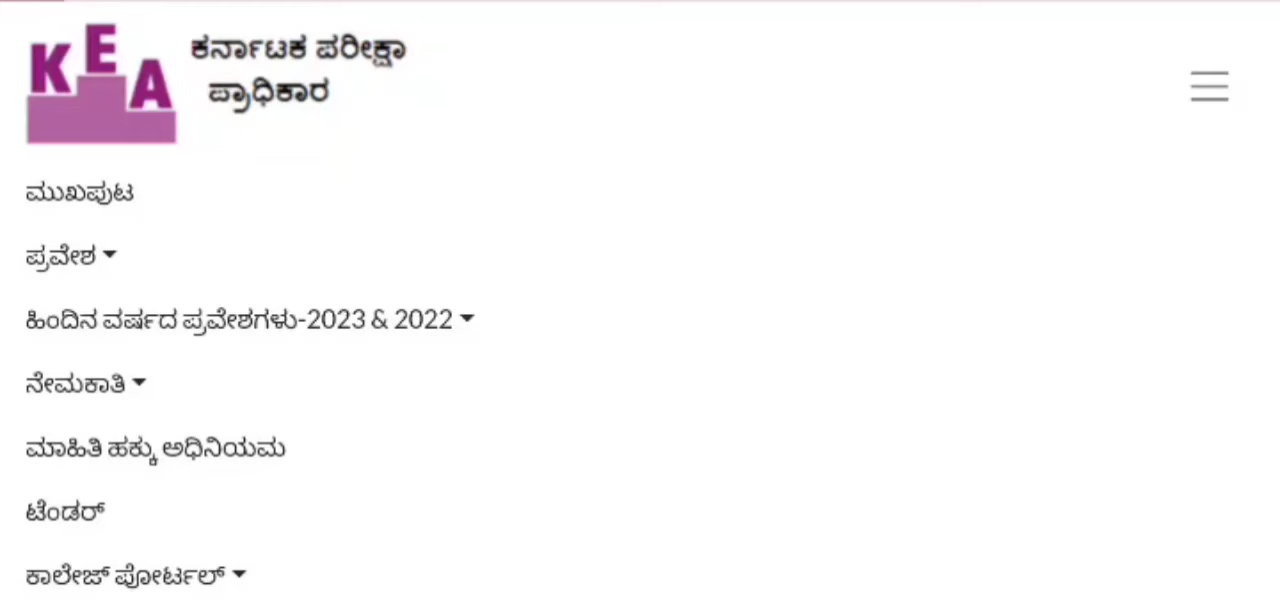 KEA
ಕರ್ನಾಟಕ ಪರೀಕ್ಷಾ
ಪ್ರಾಧಿಕಾರ
ಮುಖಪುಟ
ಪ್ರವೇಶ
ಹಿಂದಿನ ವರ್ಷದ ಪ್ರವೇಶಗಳು-2023 & 2022
ನೇಮಕಾತಿ
ಮಾಹಿತಿ ಹಕ್ಕು ಅಧಿನಿಯಮ
ಟೆಂಡರ್
ಕಾಲೇಜ್ ಪೋರ್ಟಲ್